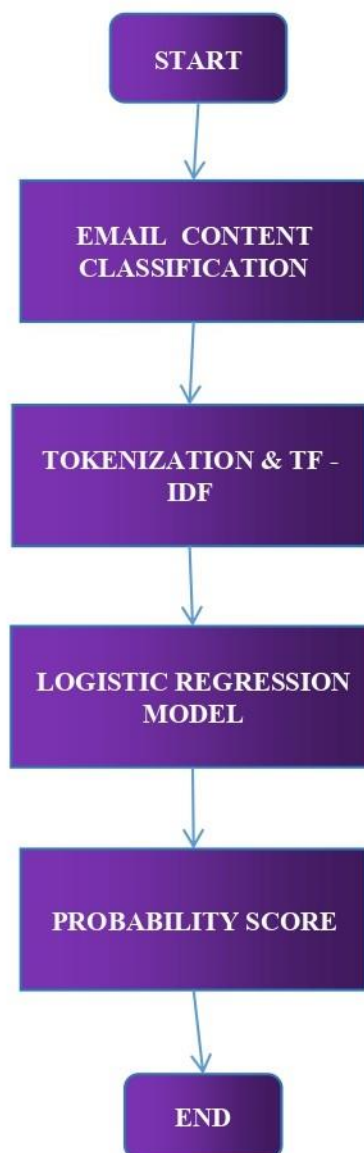 START
EMAIL CONTENT
CLASSIFICATION
TOKENIZATION & TF -
IDF
LOGISTIC REGRESSION
MODEL
PROBABILITY SCORE
END